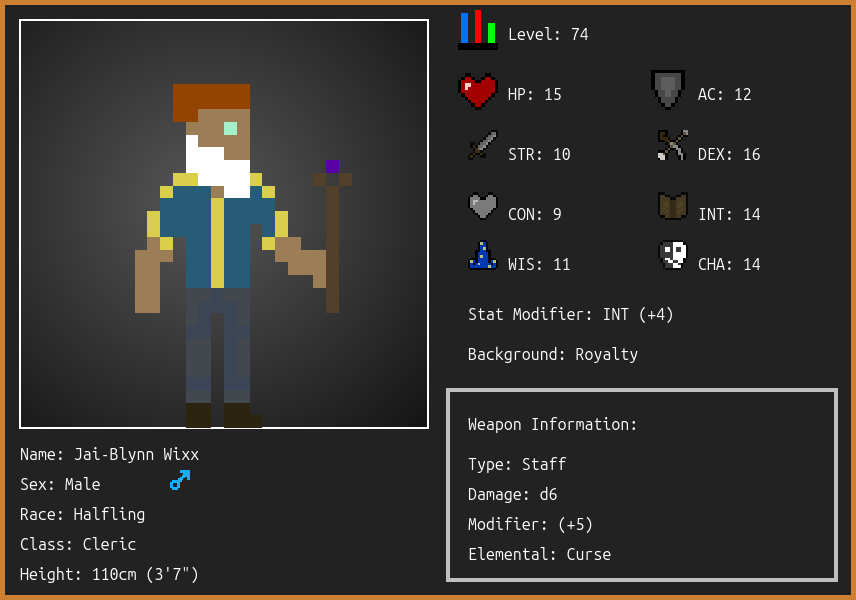 Level: 74
HP: 15
AC: 12
STR: 10
DEX: 16
CON: 9
INT: 14
WIS: 11
CHA: 14
Stat Modifier: INT (+4)
Background: Royalty
Weapon Information:
Type: Staff
Damage: d6
Modifier: (+5)
Elemental: Curse
Name: Jai-Blynn Wixx
Sex: Male
Race: Halfling
Class: Cleric
Height: 110cm (3'7")